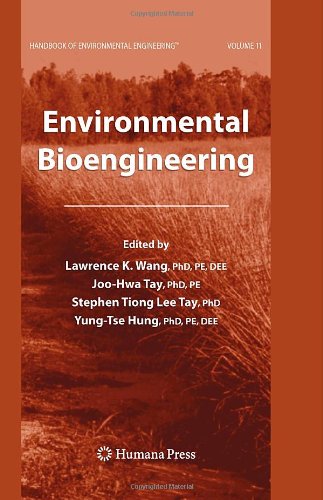 HANDBOOK OF ENVIRONMENTAL ENGINEERING™ VOLUME 11
Environmental
Bioengineering
Edited by
Lawrence K. Wang, PhD, PE, DEE
Joo-Hwa Tay, PhD, PE
Stephen Tiong Lee Tay, PhD
Yung-Tse Hung, PhD, PE, DEE
Humana Press